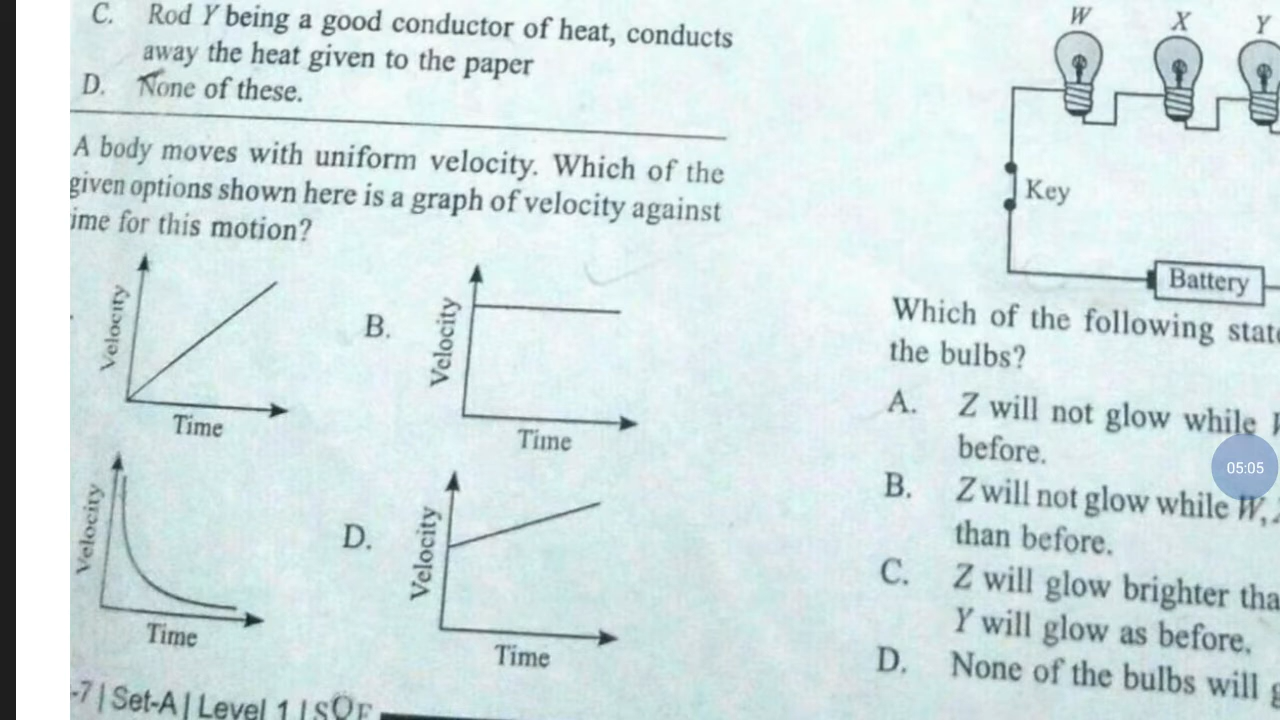 C. Rod Y being a good conductor of heat, conducts
away the heat given to the paper
D. None of these.
A body moves with uniform velocity. Which of the
given options shown here is a graph of velocity against
ime for this motion?
Velocity
Time
B.
Velocity
Time
Velocity
Time
D.
Velocity
Time
-7 | Set-A | Level 1 | SOF
W X Y
Key
Battery
Which of the following state
the bulbs?
A. Z will not glow while
before.
B. Z will not glow while W,
than before.
C. Z will glow brighter tha
Y will glow as before.
D. None of the bulbs will g
05:05